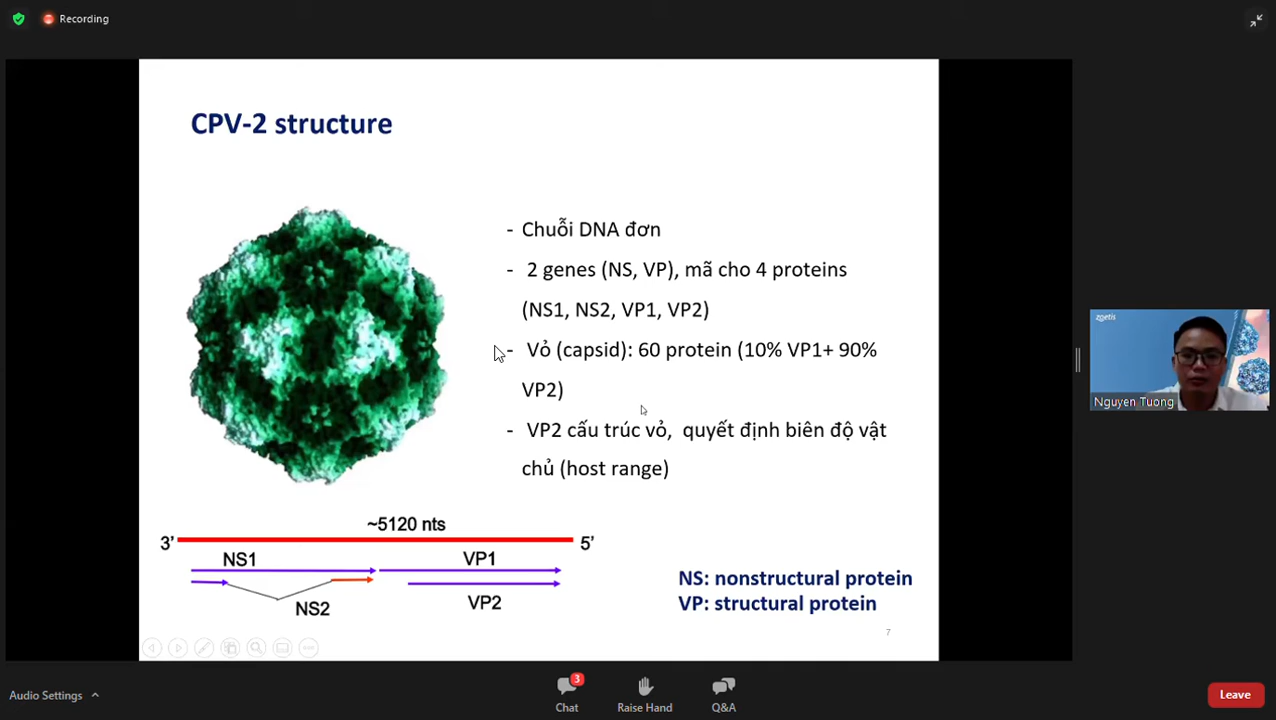 Recording
CPV-2 structure
- Chuỗi DNA đơn
- 2 genes (NS, VP), mã cho 4 proteins
(NS1, NS2, VP1, VP2)
- Vỏ (capsid): 60 protein (10% VP1+ 90%
VP2)
- VP2 cấu trúc vỏ, quyết định biên độ vật
chủ (host range)
~5120 nts
3' 5'
NS1 VP1
NS2 VP2
NS: nonstructural protein
VP: structural protein
7
zoetis
Nguyen Tuong
Audio Settings
3
Chat
Raise Hand
Q&A
Leave